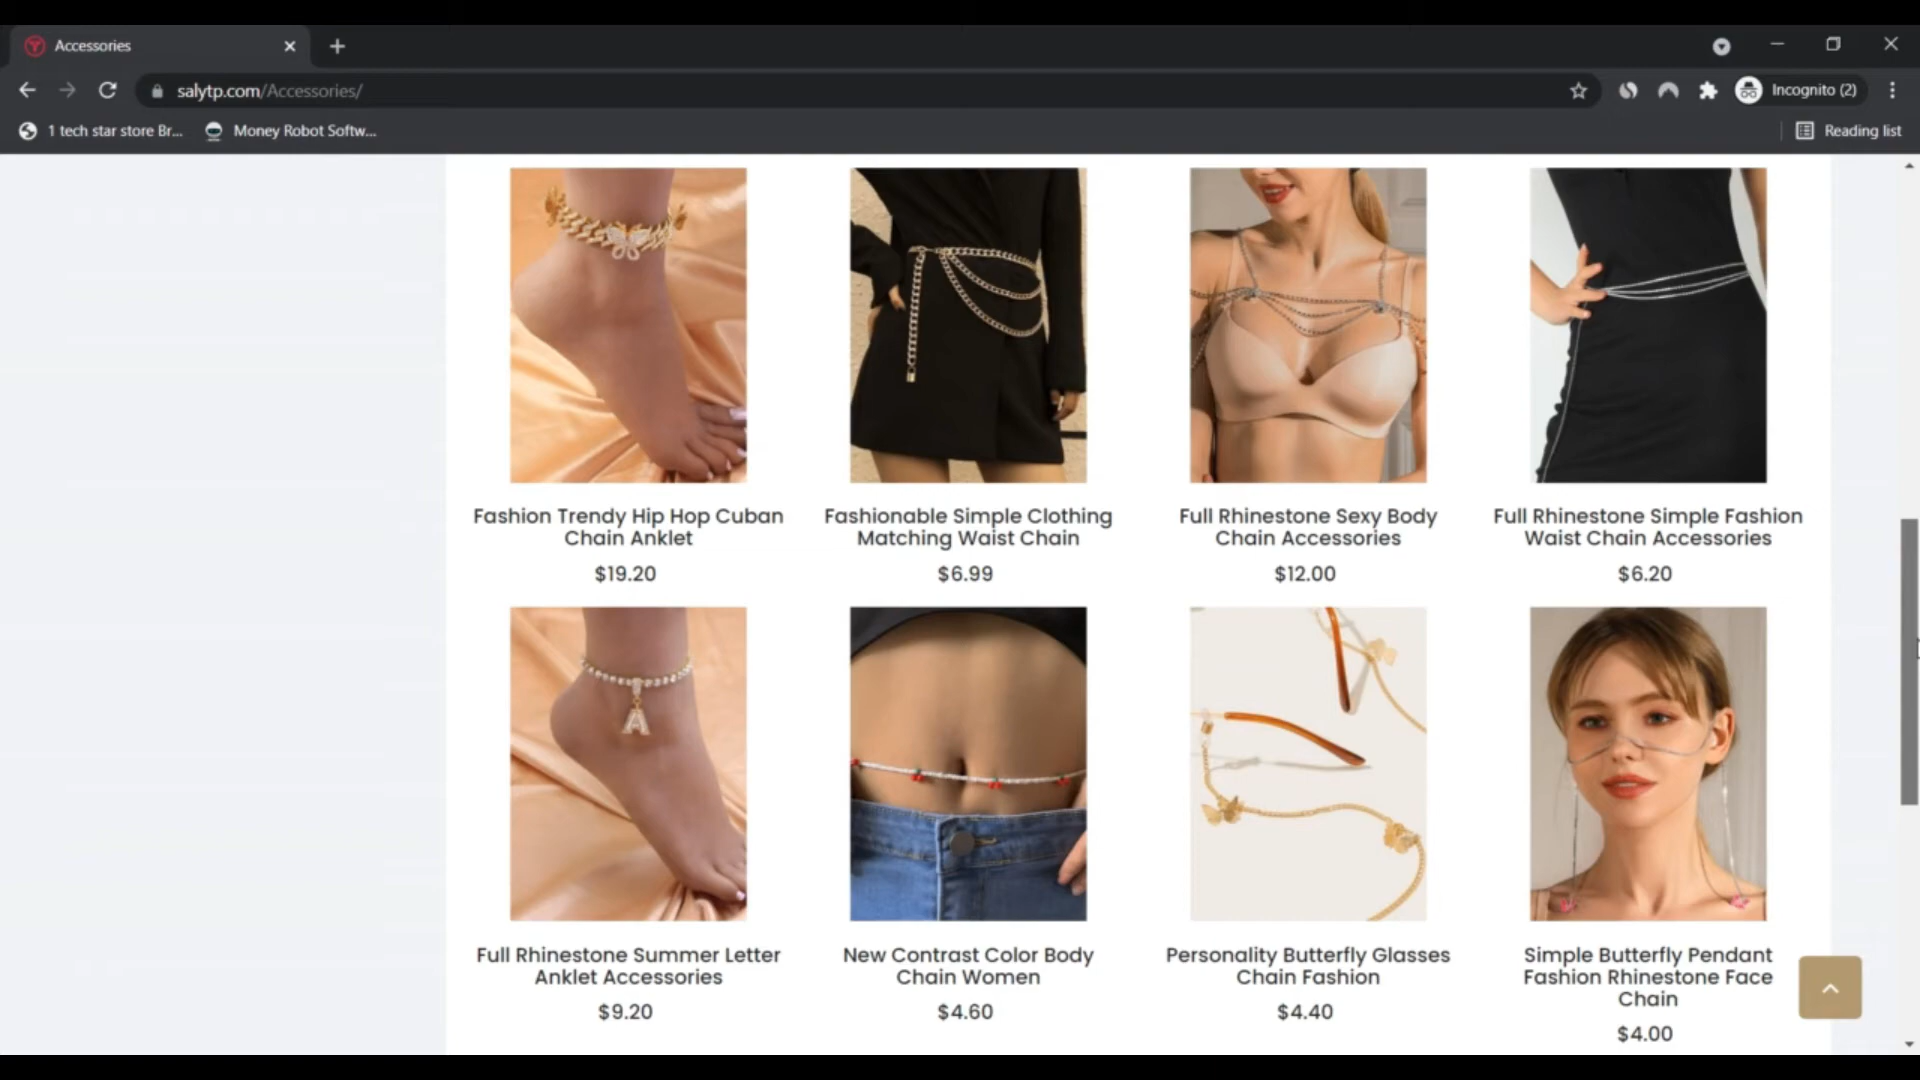 Accessories
salytp.com/Accessories/
Incognito (2)
1 tech star store Br...
Money Robot Softw...
Reading list
Fashion Trendy Hip Hop Cuban
Chain Anklet
$19.20
Fashionable Simple Clothing
Matching Waist Chain
$6.99
Full Rhinestone Sexy Body
Chain Accessories
$12.00
Full Rhinestone Simple Fashion
Waist Chain Accessories
$6.20
A
Full Rhinestone Summer Letter
Anklet Accessories
$9.20
New Contrast Color Body
Chain Women
$4.60
Personality Butterfly Glasses
Chain Fashion
$4.40
Simple Butterfly Pendant
Fashion Rhinestone Face
Chain
$4.00